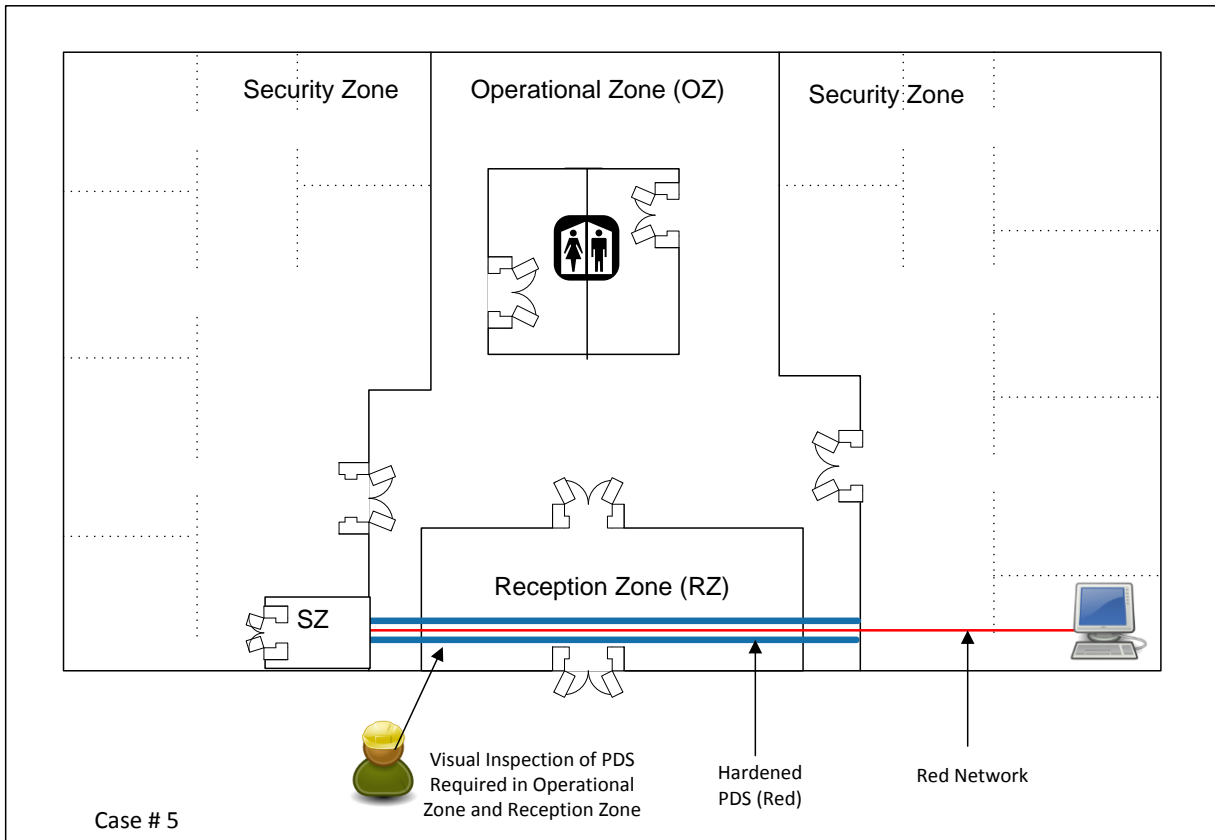 Security Zone
Operational Zone (OZ)
Security Zone
Reception Zone (RZ)
SZ
Visual Inspection of PDS
Required in Operational
Zone and Reception Zone
Hardened
PDS (Red)
Red Network
Case # 5